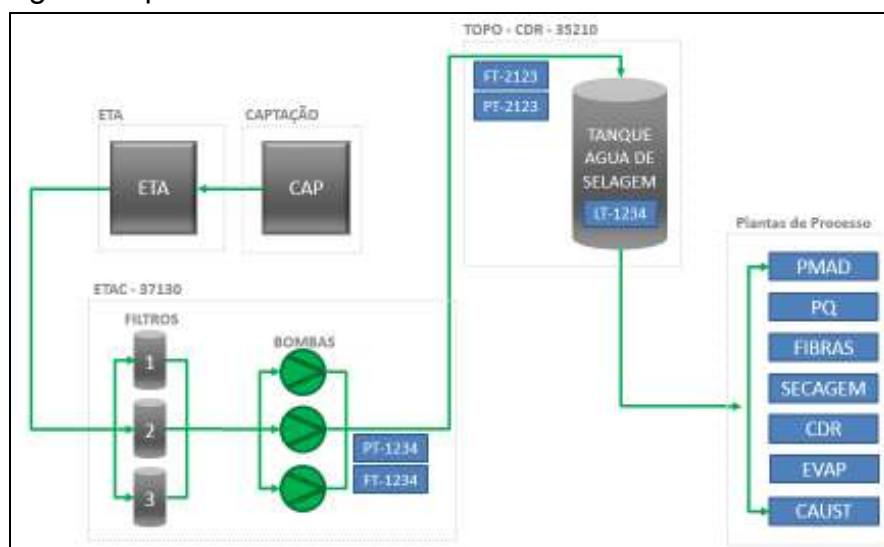 TOPO - CDR - 35210
FT-2123
PT-2123
TANQUE
AGUA DE
SELAGEM
LT-1234
ETA
CAPTAÇÃO
ETA
CAP
Plantas de Processo
PMAD
PQ
FIBRAS
SECAGEM
CDR
EVAP
CAUST
ETAC - 37130
FILTROS
BOMBAS
1
2
3
PT-1234
FT-1234